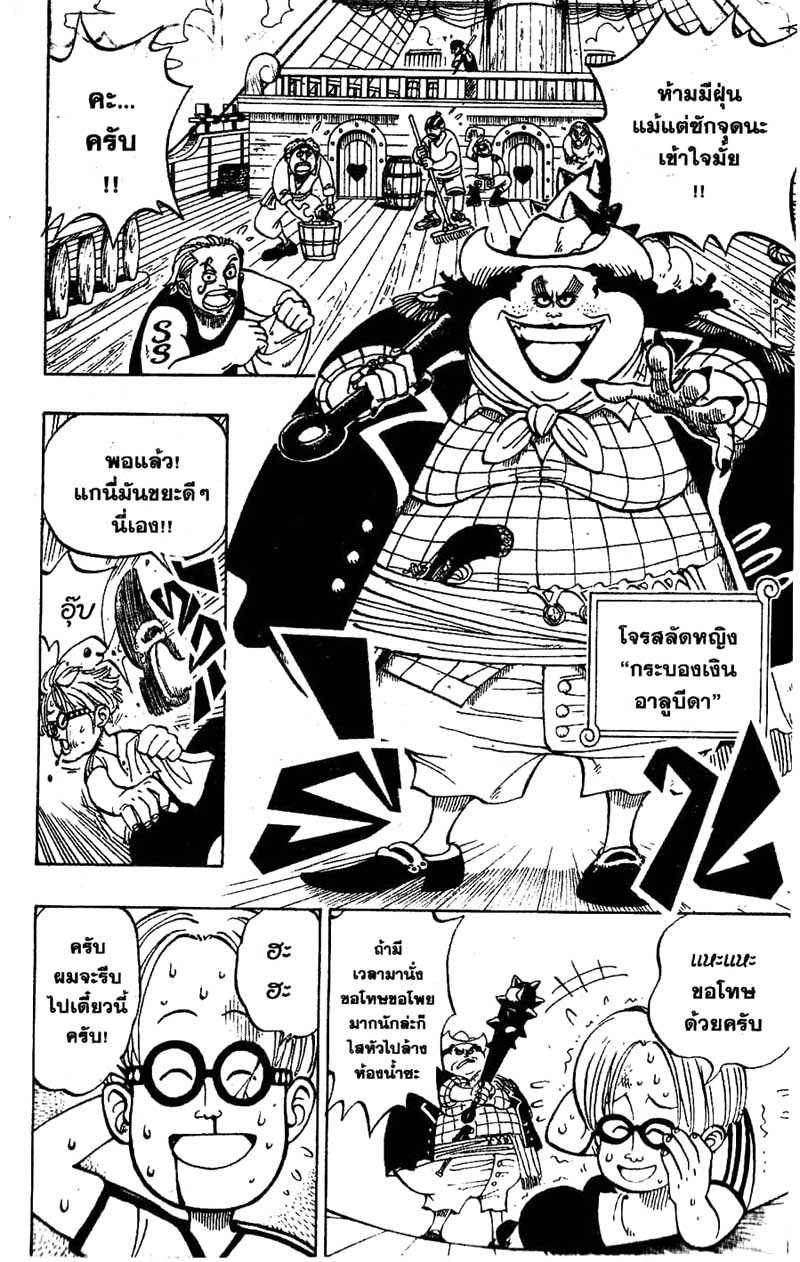 ห้ามมีฝุ่น
แม้แต่ซักจุดนะ
เข้าใจมั้ย
!!
คะ...
ครับ
!!
SS
โจรสลัดหญิง
"กระบองเงิน
อาลูบีดา"
พอแล้ว!
แกนี่มันขยะดีๆ
นี่เอง!!
อุ๊บ
แหะแหะ
ขอโทษ
ด้วยครับ
ถ้ามี
เวลามานั่ง
ขอโทษขอโพย
มากนักล่ะก็
ไสหัวไปล้าง
ห้องน้ำซะ
ฮะ
ฮะ
ครับ
ผมจะรีบ
ไปเดี๋ยวนี้
ครับ!